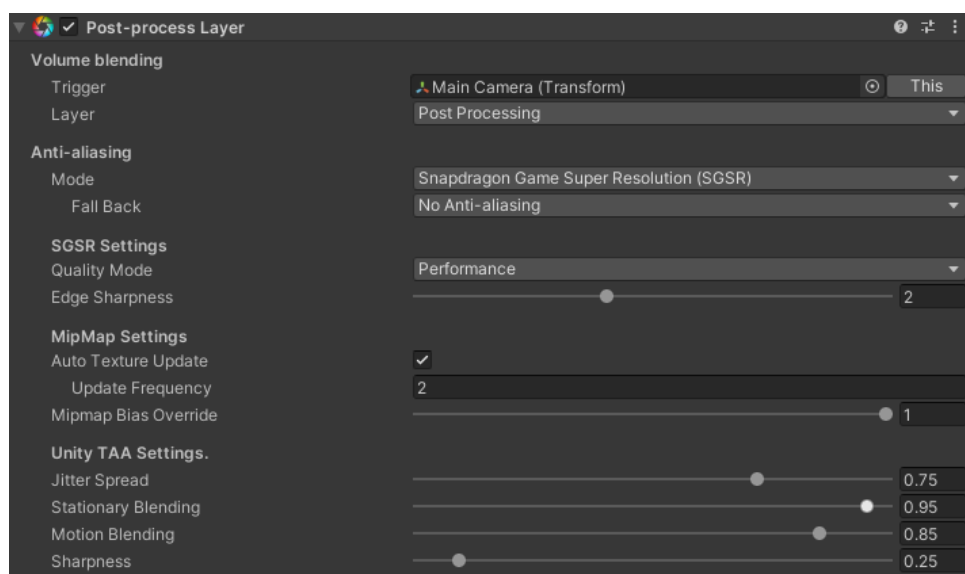 Post-process Layer
Volume blending
Trigger Main Camera (Transform) This
Layer Post Processing
Anti-aliasing
Mode Snapdragon Game Super Resolution (SGSR)
Fall Back No Anti-aliasing
SGSR Settings
Quality Mode Performance
Edge Sharpness 2
MipMap Settings
Auto Texture Update
Update Frequency 2
Mipmap Bias Override 1
Unity TAA Settings.
Jitter Spread 0.75
Stationary Blending 0.95
Motion Blending 0.85
Sharpness 0.25